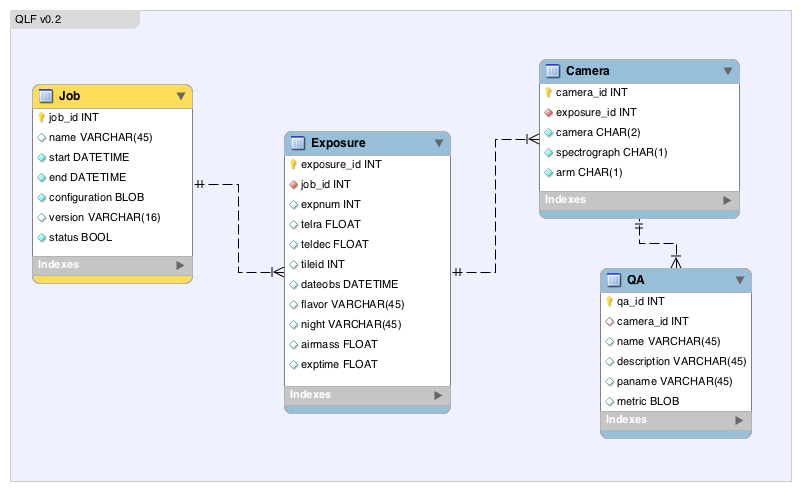 QLF v0.2
Job
job_id INT
name VARCHAR(45)
start DATETIME
end DATETIME
configuration BLOB
version VARCHAR(16)
status BOOL
Indexes
Exposure
exposure_id INT
job_id INT
expnum INT
telra FLOAT
teldec FLOAT
tileid INT
dateobs DATETIME
flavor VARCHAR(45)
night VARCHAR(45)
airmass FLOAT
exptime FLOAT
Indexes
Camera
camera_id INT
exposure_id INT
camera CHAR(2)
spectrograph CHAR(1)
arm CHAR(1)
Indexes
QA
qa_id INT
camera_id INT
name VARCHAR(45)
description VARCHAR(45)
paname VARCHAR(45)
metric BLOB
Indexes